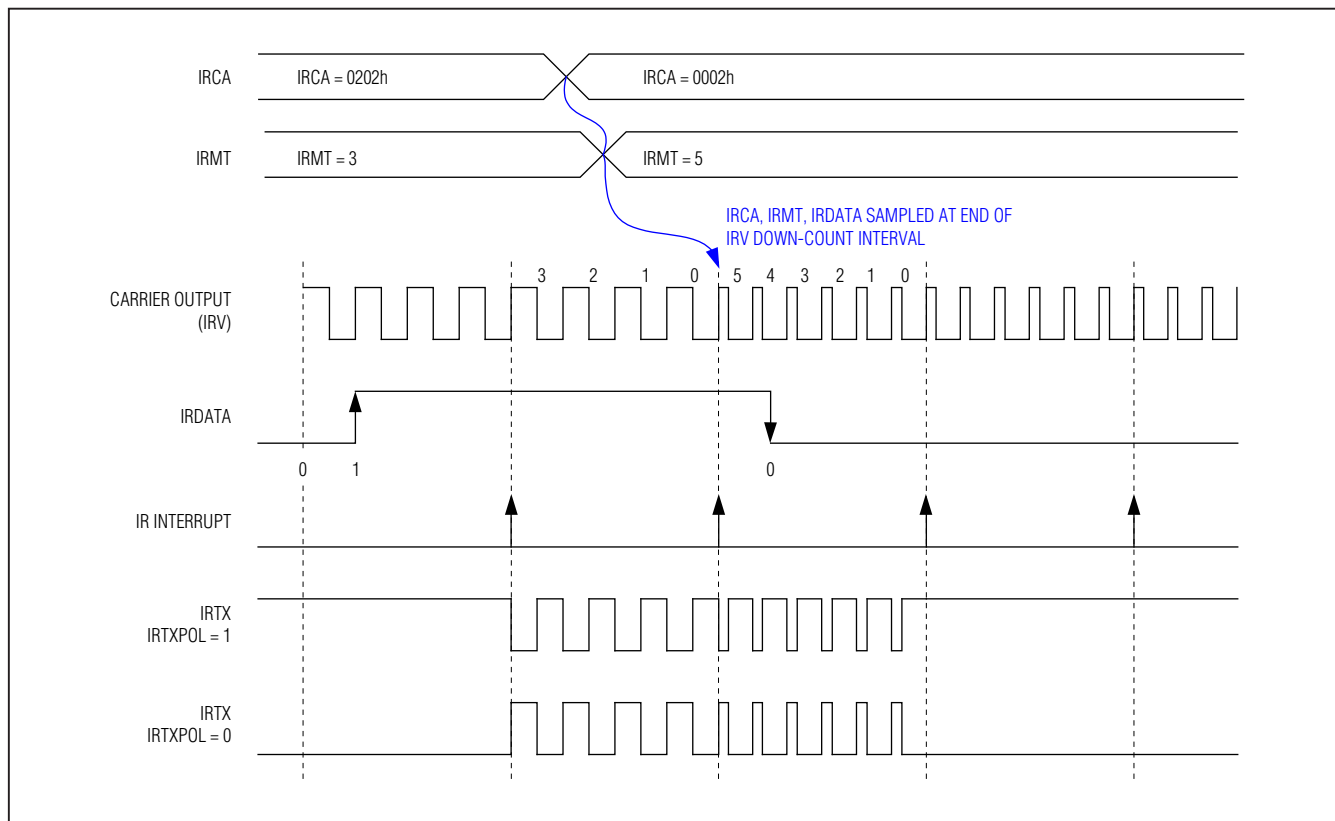 IRCA
IRCA = 0202h
IRCA = 0002h
IRMT
IRMT = 3
IRMT = 5
IRCA, IRMT, IRDATA SAMPLED AT END OF
IRV DOWN-COUNT INTERVAL
3 2 1 0 5 4 3 2 1 0
CARRIER OUTPUT
(IRV)
IRDATA
0 1 0
IR INTERRUPT
IRTX
IRTXPOL = 1
IRTX
IRTXPOL = 0